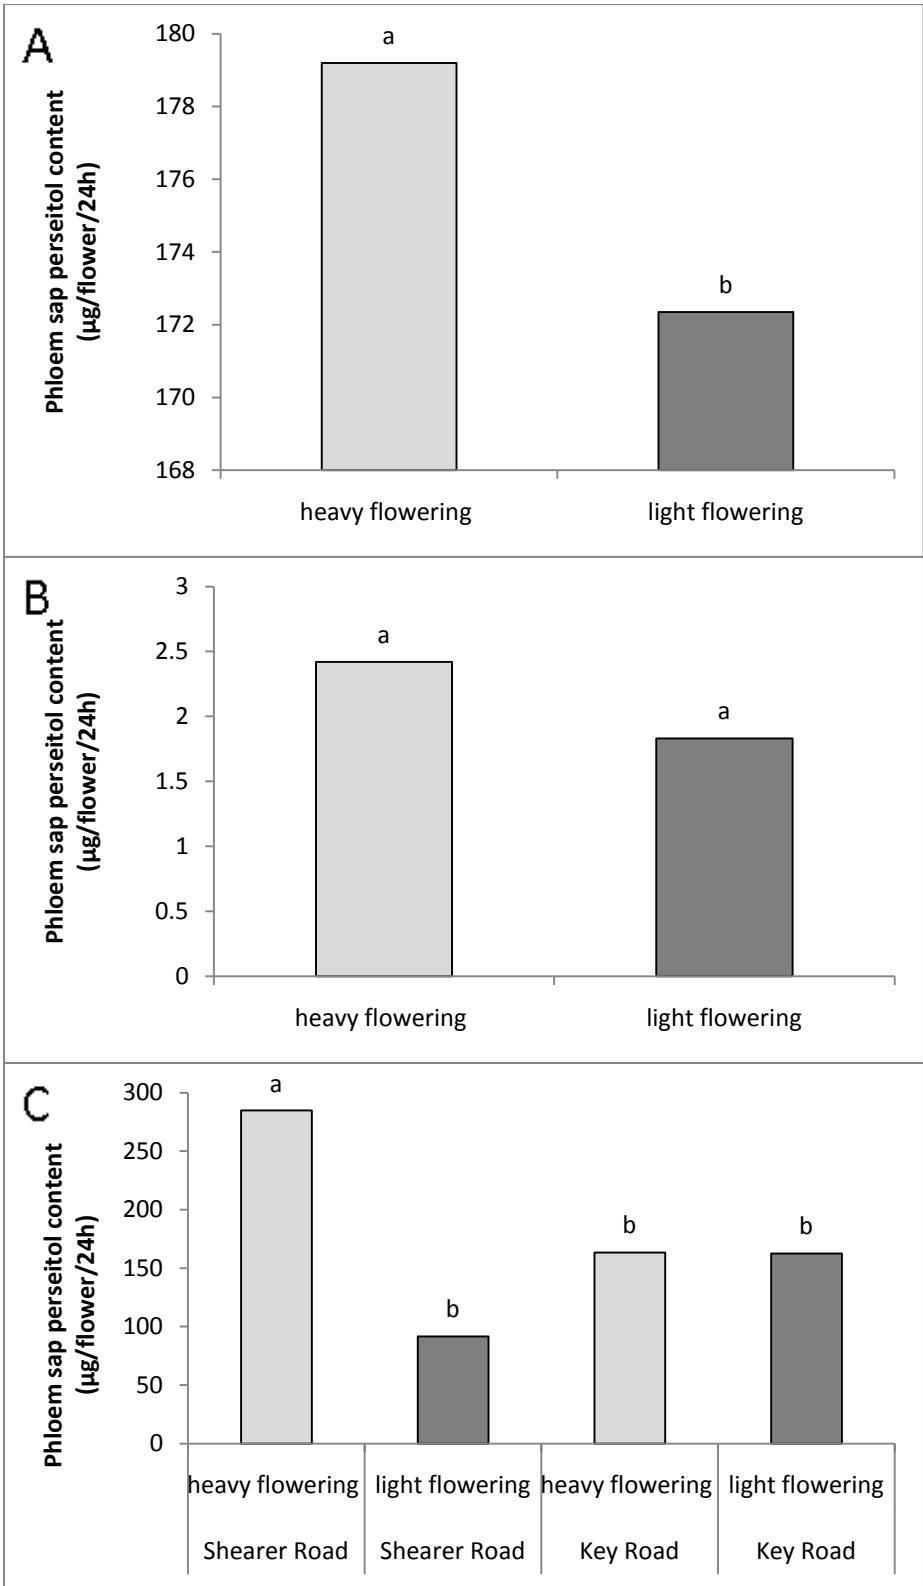 A
Phloem sap perseitol content
(µg/flower/24h)
180
178
176
174
172
170
168
a
b
heavy flowering
light flowering
B
Phloem sap perseitol content
(µg/flower/24h)
3
2.5
2
1.5
1
0.5
0
a
a
heavy flowering
light flowering
C
Phloem sap perseitol content
(µg/flower/24h)
300
250
200
150
100
50
0
a
b
b
b
heavy flowering light flowering heavy flowering light flowering
Shearer Road Shearer Road Key Road Key Road